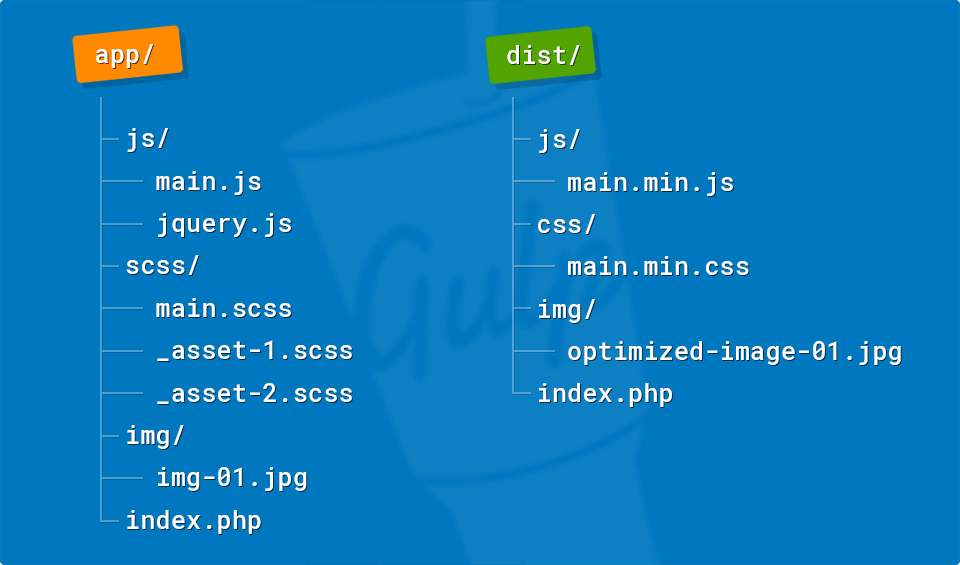 app/
js/
main.js
jquery.js
scss/
main.scss
_asset-1.scss
_asset-2.scss
img/
img-01.jpg
index.php
dist/
js/
main.min.js
css/
main.min.css
img/
optimized-image-01.jpg
index.php
Gulp